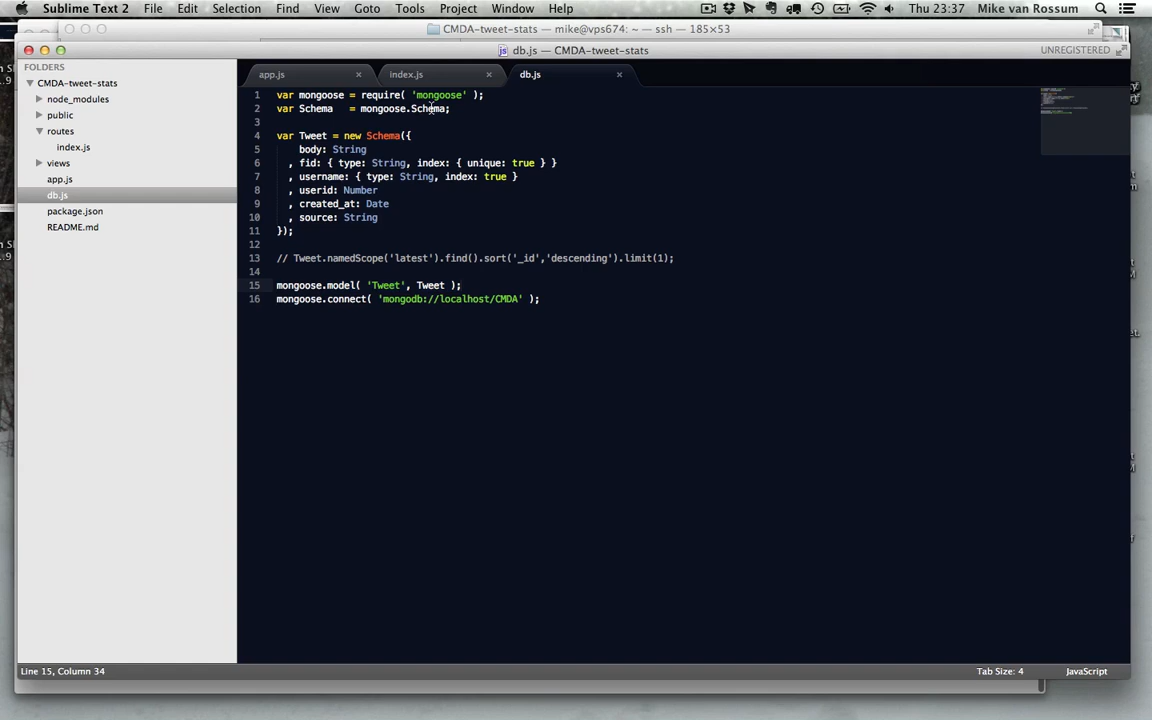 Sublime Text 2 File Edit Selection Find Goto Tools Project Window Help Thu 23:37 Mike van Rossum
CMDA-tweet-stats — mike@vps674: ~ — ssh — 185×53
db.js — CMDA-tweet-stats UNREGISTERED
FOLDERS
CMDA-tweet-stats
node_modules
public
routes
index.js
views
app.js
db.js
package.json
README.md
app.js × index.js × db.js ×
1 var mongoose = require( 'mongoose' );
2 var Schema   = mongoose.Schema;
3
4 var Tweet = new Schema({
5     body: String
6   , fid: { type: String, index: { unique: true } }
7   , username: { type: String, index: true }
8   , userid: Number
9   , created_at: Date
10   , source: String
11 });
12
13 // Tweet.namedScope('latest').find().sort('_id','descending').limit(1);
14
15 mongoose.model( 'Tweet', Tweet );
16 mongoose.connect( 'mongodb://localhost/CMDA' );
Line 15, Column 34 Tab Size: 4 JavaScript